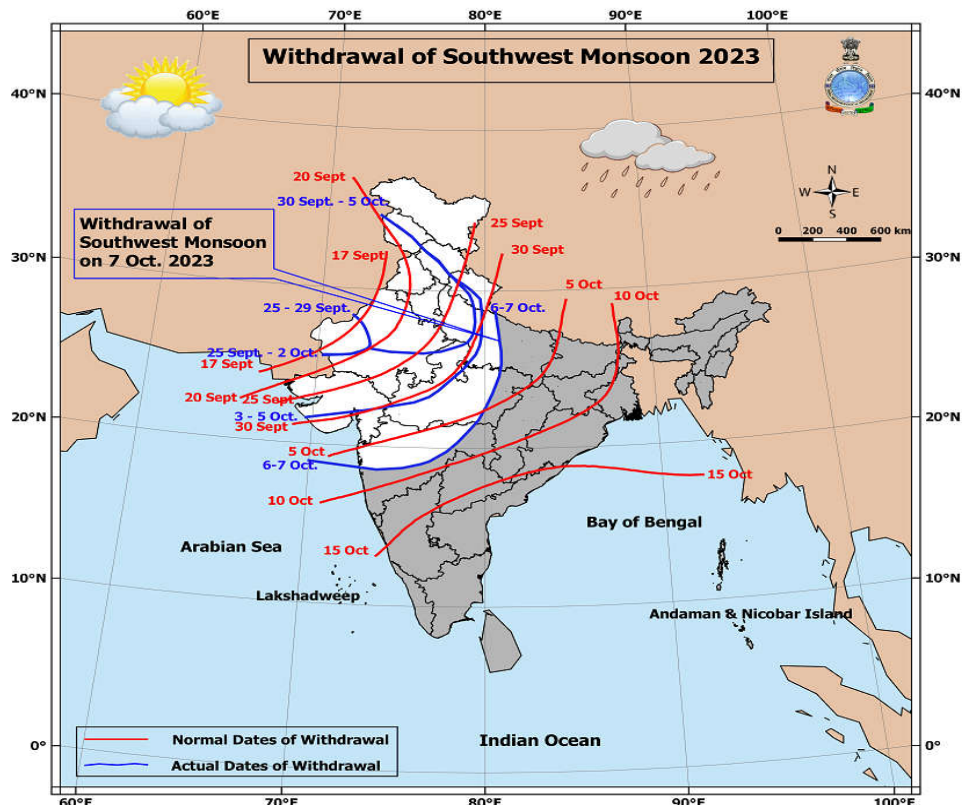 60°E 70°E 80°E 90°E 100°E
Withdrawal of Southwest Monsoon 2023
40°N 40°N
N
W E
S
0 200 400 600 km
20 Sept
30 Sept. - 5 Oct.
Withdrawal of
Southwest Monsoon
on 7 Oct. 2023
25 Sept
30 Sept
17 Sept
30°N 30°N
5 Oct
10 Oct
25 - 29 Sept.
6-7 Oct.
25 Sept. - 2 Oct.
17 Sept
20 Sept
25 Sept
3 - 5 Oct.
20°N 20°N
30 Sept
5 Oct
6-7 Oct.
15 Oct
10 Oct
Bay of Bengal
Arabian Sea
15 Oct
10°N 10°N
Lakshadweep
Andaman & Nicobar Island
Normal Dates of Withdrawal
Indian Ocean
0° 0°
Actual Dates of Withdrawal
60°E 70°E 80°E 90°E 100°E